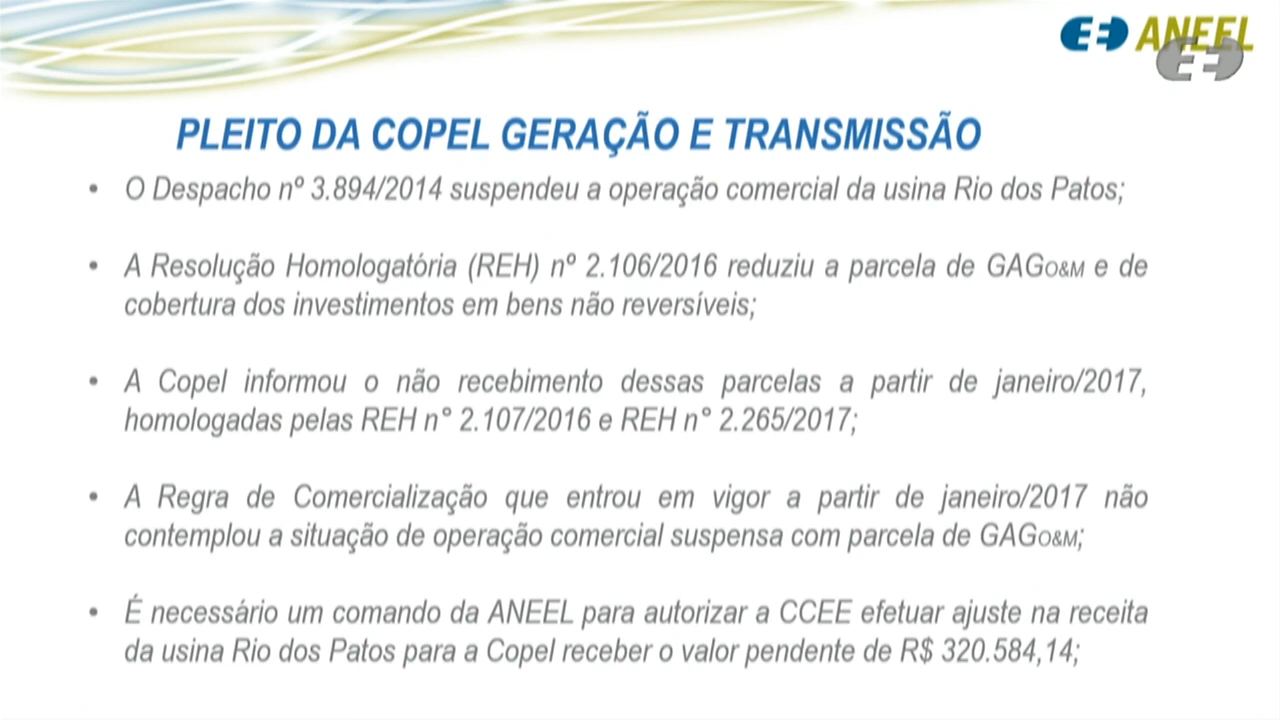 ANEEL
PLEITO DA COPEL GERAÇÃO E TRANSMISSÃO
• O Despacho nº 3.894/2014 suspendeu a operação comercial da usina Rio dos Patos;
• A Resolução Homologatória (REH) nº 2.106/2016 reduziu a parcela de GAGO&M e de
cobertura dos investimentos em bens não reversíveis;
• A Copel informou o não recebimento dessas parcelas a partir de janeiro/2017,
homologadas pelas REH n° 2.107/2016 e REH n° 2.265/2017;
• A Regra de Comercialização que entrou em vigor a partir de janeiro/2017 não
contemplou a situação de operação comercial suspensa com parcela de GAGO&M;
• É necessário um comando da ANEEL para autorizar a CCEE efetuar ajuste na receita
da usina Rio dos Patos para a Copel receber o valor pendente de R$ 320.584,14;